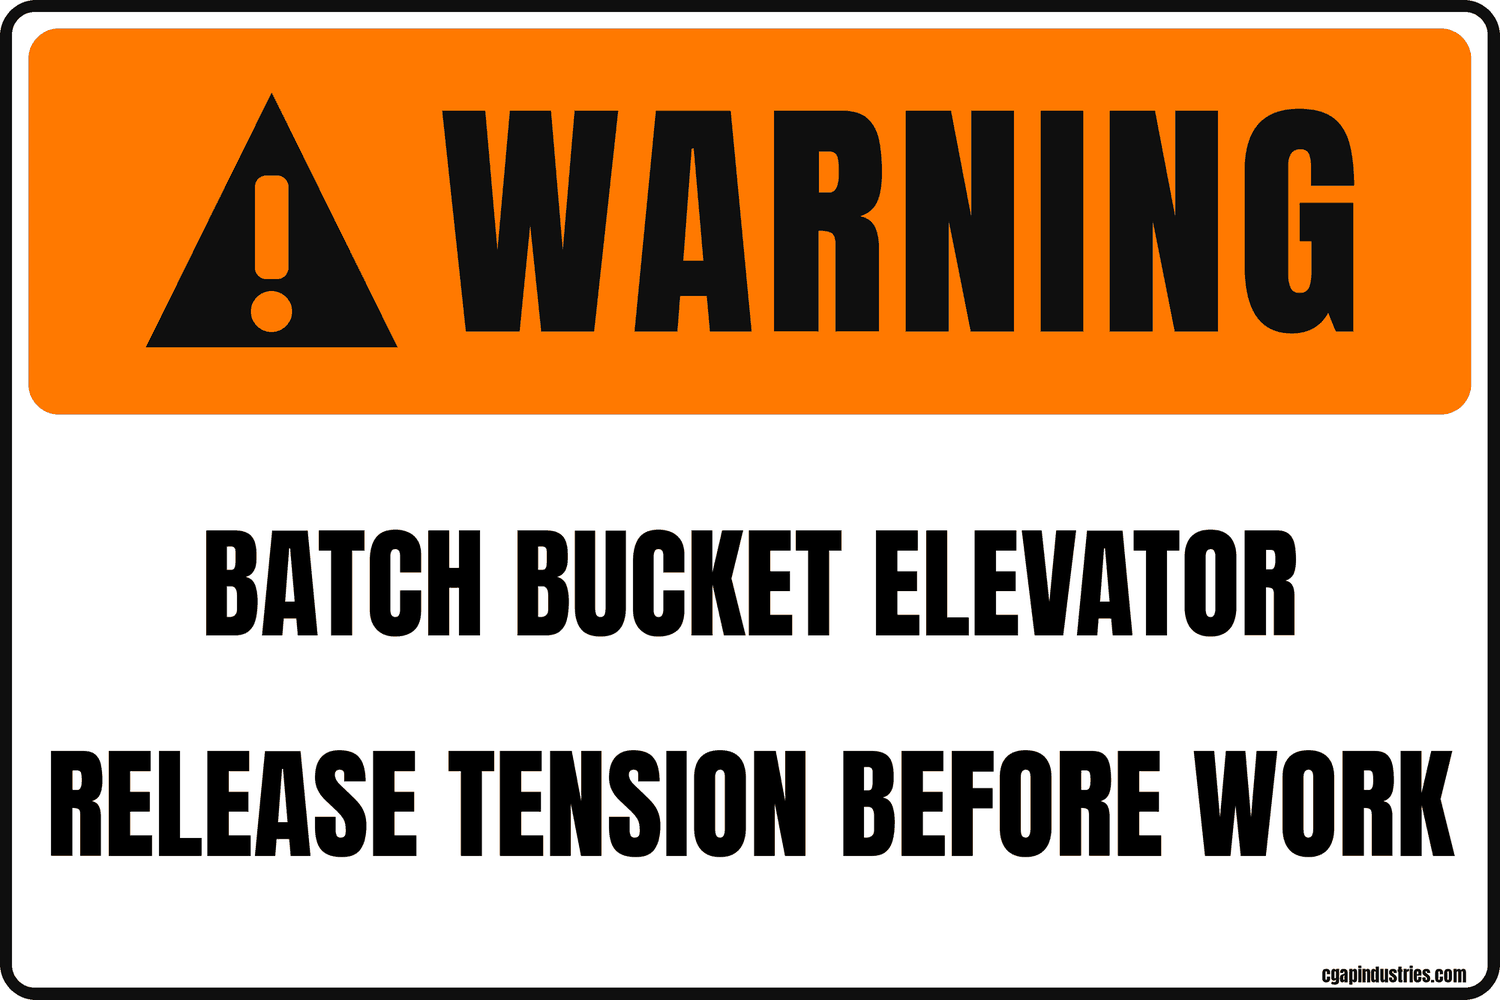 WARNING
BATCH BUCKET ELEVATOR
RELEASE TENSION BEFORE WORK
cgapindustries.com